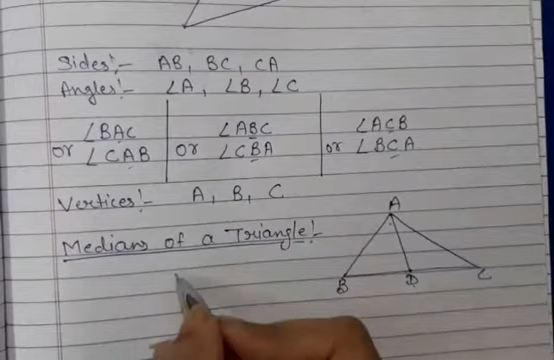 Sides:- AB, BC, CA
Angles:- ∠A, ∠B, ∠C
∠BAC ∠ABC ∠ACB
or ∠CAB or ∠CBA or ∠BCA
Vertices:- A, B, C
Medians of a Triangle:-
A
B D C